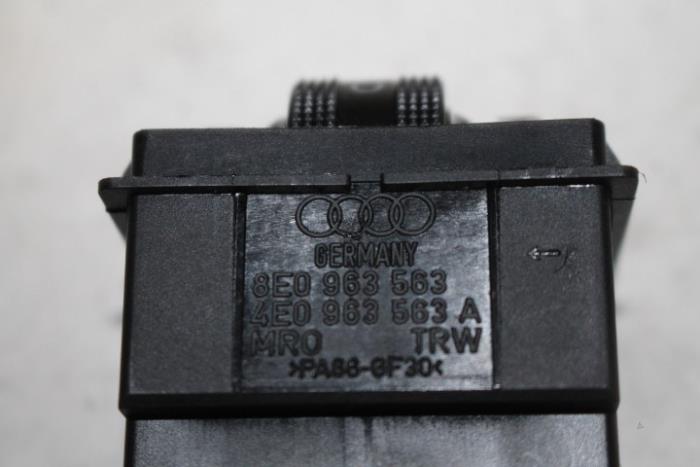 GERMANY
8E0 963 563
4E0 963 563 A
MRO TRW
>PA66-GF30<